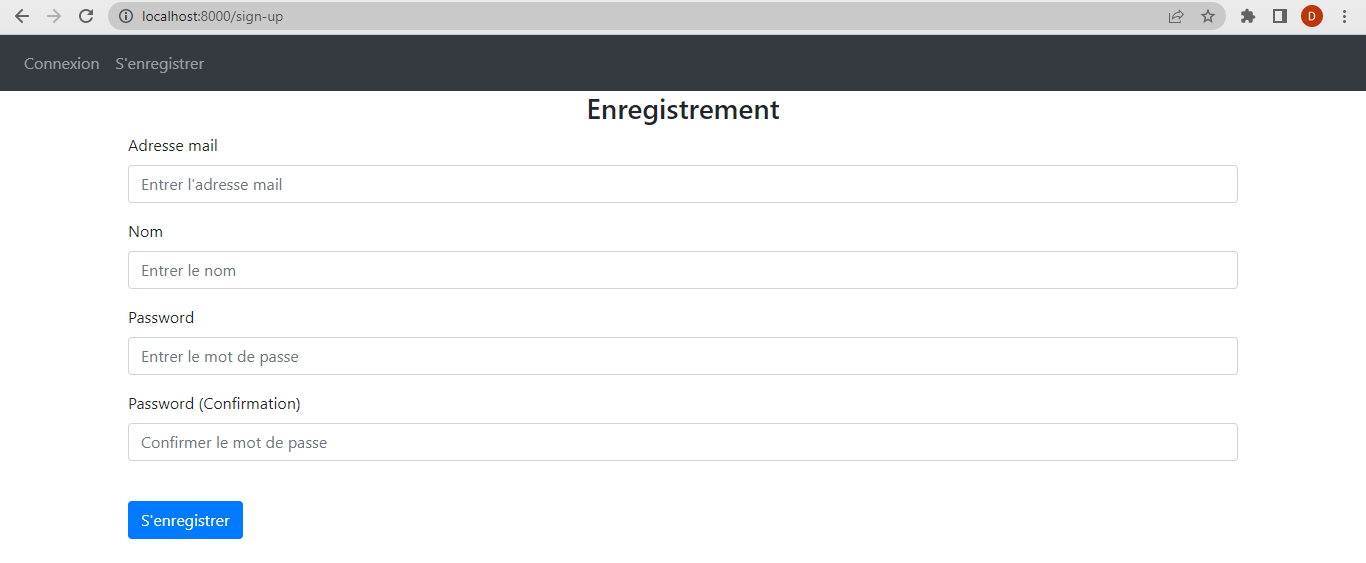 localhost:8000/sign-up
D
Connexion S'enregistrer
Enregistrement
Adresse mail
Entrer l'adresse mail
Nom
Entrer le nom
Password
Entrer le mot de passe
Password (Confirmation)
Confirmer le mot de passe
S'enregistrer